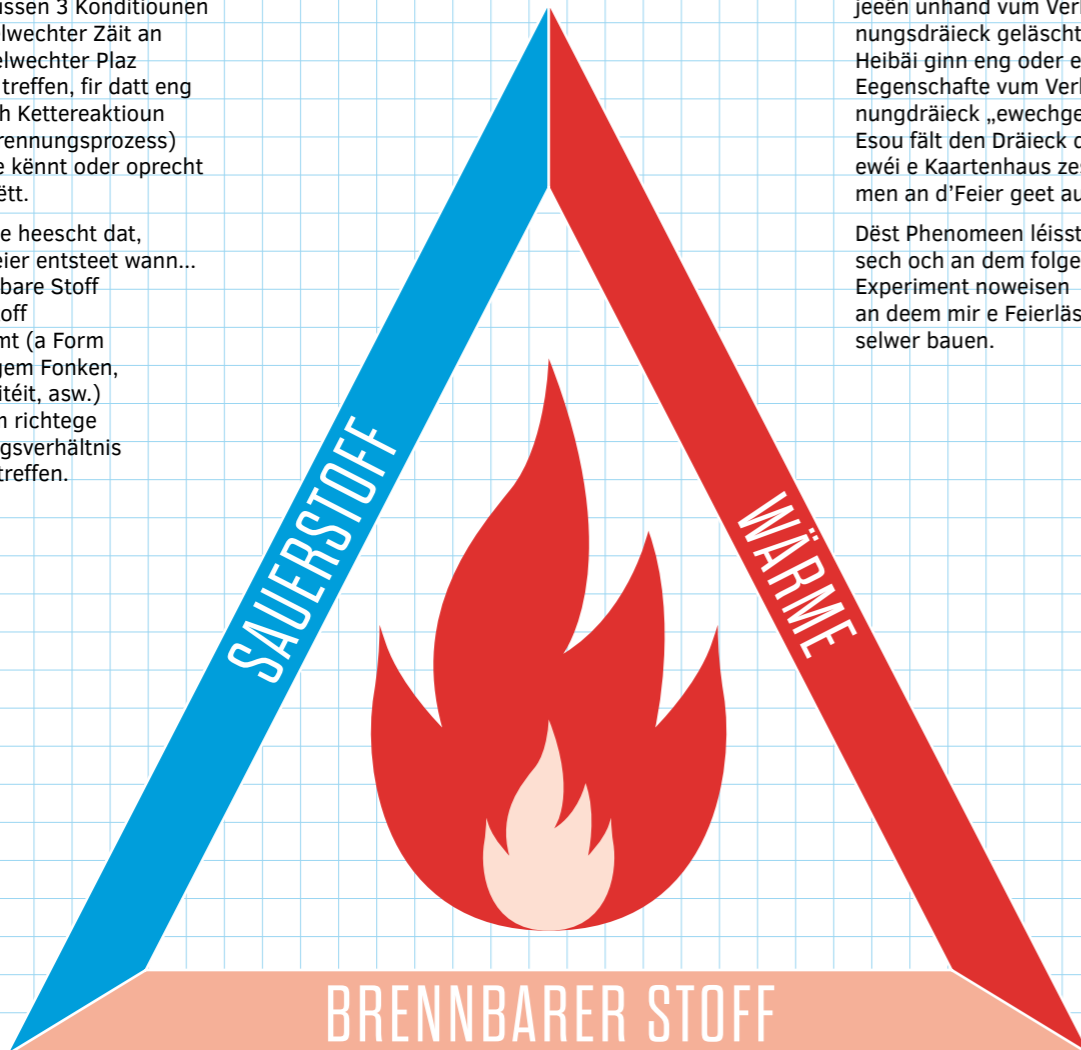 ssen 3 Konditiounen
lwechter Zäit an
elwechter Plaz
treffen, fir datt eng
h Kettereaktioun
rennungsprozess)
e kënnt oder oprecht
ëtt.
e heescht dat,
eier entsteet wann...
bare Stoff
off
mt (a Form
gem Fonken,
itéit, asw.)
n richtege
gsverhältnis
treffen.
jeeën unhand vum Ver
nungsdräieck geläscht
Heibäi ginn eng oder e
Eegenschafte vum Verl
nungdräieck „ewechge
Esou fält den Dräieck d
ewéi e Kaartenhaus ze
men an d'Feier geet au
Dëst Phenomeen léisst
sech och an dem folge
Experiment noweisen
an deem mir e Feierläs
selwer bauen.
SAUERSTOFF
WÄRME
BRENNBARER STOFF